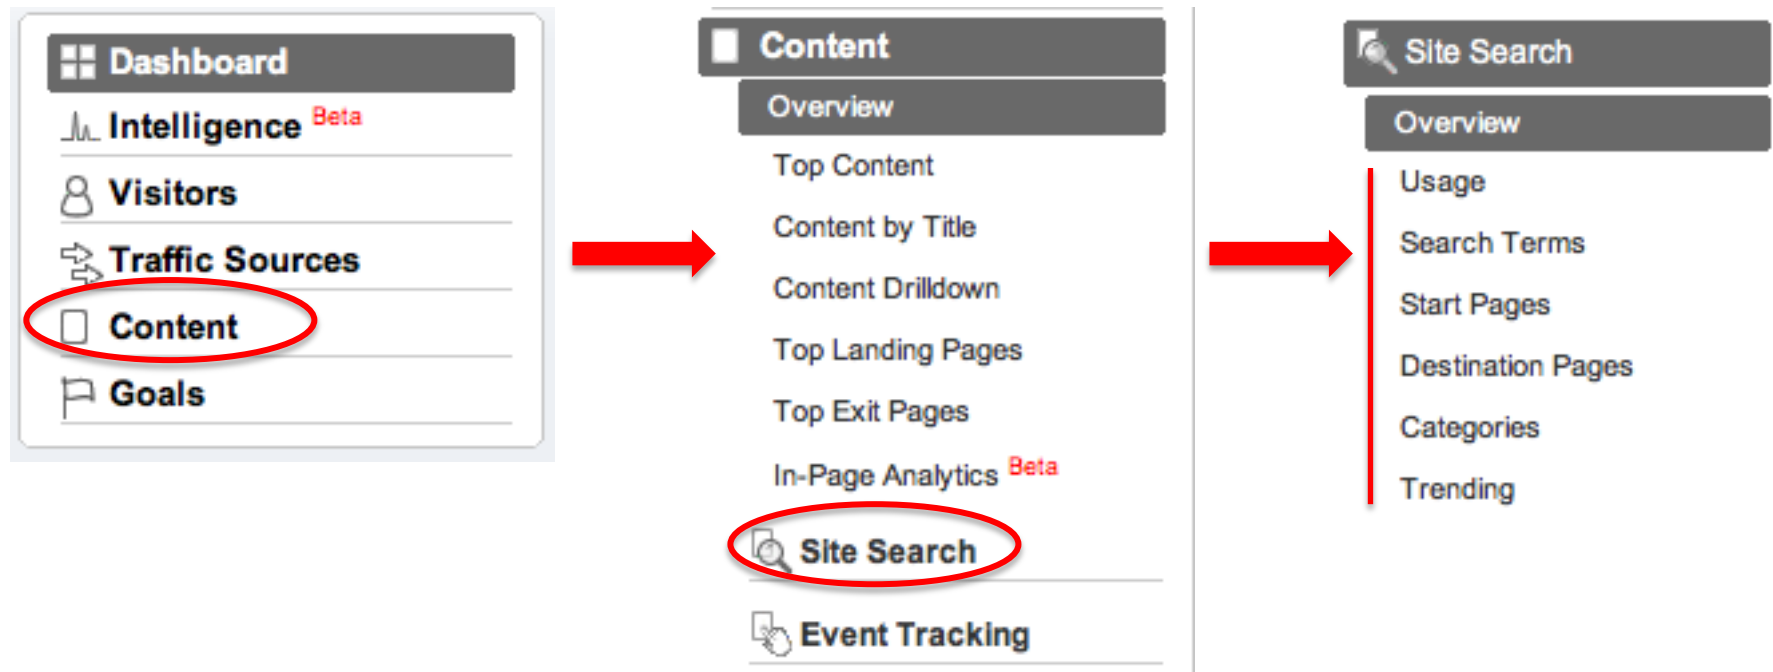 Dashboard
Intelligence Beta
Visitors
Traffic Sources
Content
Goals
Content
Overview
Top Content
Content by Title
Content Drilldown
Top Landing Pages
Top Exit Pages
In-Page Analytics Beta
Site Search
Event Tracking
Site Search
Overview
Usage
Search Terms
Start Pages
Destination Pages
Categories
Trending